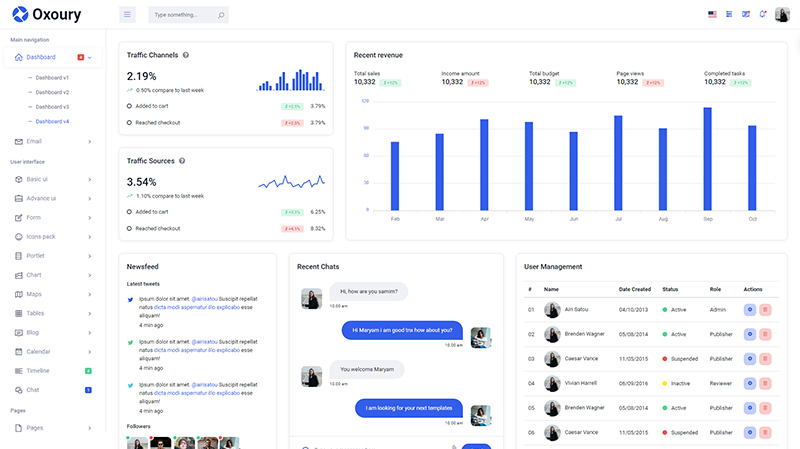 Oxoury
Type something...
Main navigation
Dashboard 4
Dashboard v1
Dashboard v2
Dashboard v3
Dashboard v4
Email
User interface
Basic ui
Advance ui
Form
Icons pack
Portlet
Chart
Maps
Tables
Blog
Calendar
Timeline
Chat
Pages
Pages
Traffic Channels
2.19%
0.50% compare to last week
Added to cart +2.5% 3.79%
Reached checkout +2.5% 3.79%
Traffic Sources
3.54%
1.10% compare to last week
Added to cart 6.25%
Reached checkout 8.32%
Recent revenue
Total sales Income amount Total budget Page views Completed tasks
10,332 +12% 10,332 +12% 10,332 +12% 10,332 +12% 10,332 +12%
120
90
60
30
0
Feb Mar Apr May Jun Jul Aug Sep Oct
Newsfeed
Latest tweets
Ipsum dolor sit amet. @airisatou Suscipit repellat
natus dicta modi aspernatur illo explicabo esse
aliquam!
4 min ago
Ipsum dolor sit amet. @airisatou Suscipit repellat
natus dicta modi aspernatur illo explicabo esse
aliquam!
4 min ago
Ipsum dolor sit amet. @airisatou Suscipit repellat
natus dicta modi aspernatur illo explicabo esse
aliquam!
4 min ago
Followers
Recent Chats
Hi, how are you samim?
10.00 am
Hi Maryam i am good tnx how about you?
10.00 am
You welcome Maryam
10.00 am
I am looking for your next templates
10.00 am
User Management
# Name Date Created Status Role Actions
01 Airi Satou 04/10/2013 Active Admin
02 Brenden Wagner 05/08/2014 Active Publisher
03 Caesar Vance 11/05/2015 Suspended Publisher
04 Vivian Harrell 06/09/2016 Inactive Reviewer
05 Brenden Wagner 05/08/2014 Active Publisher
06 Caesar Vance 11/05/2015 Suspended Publisher